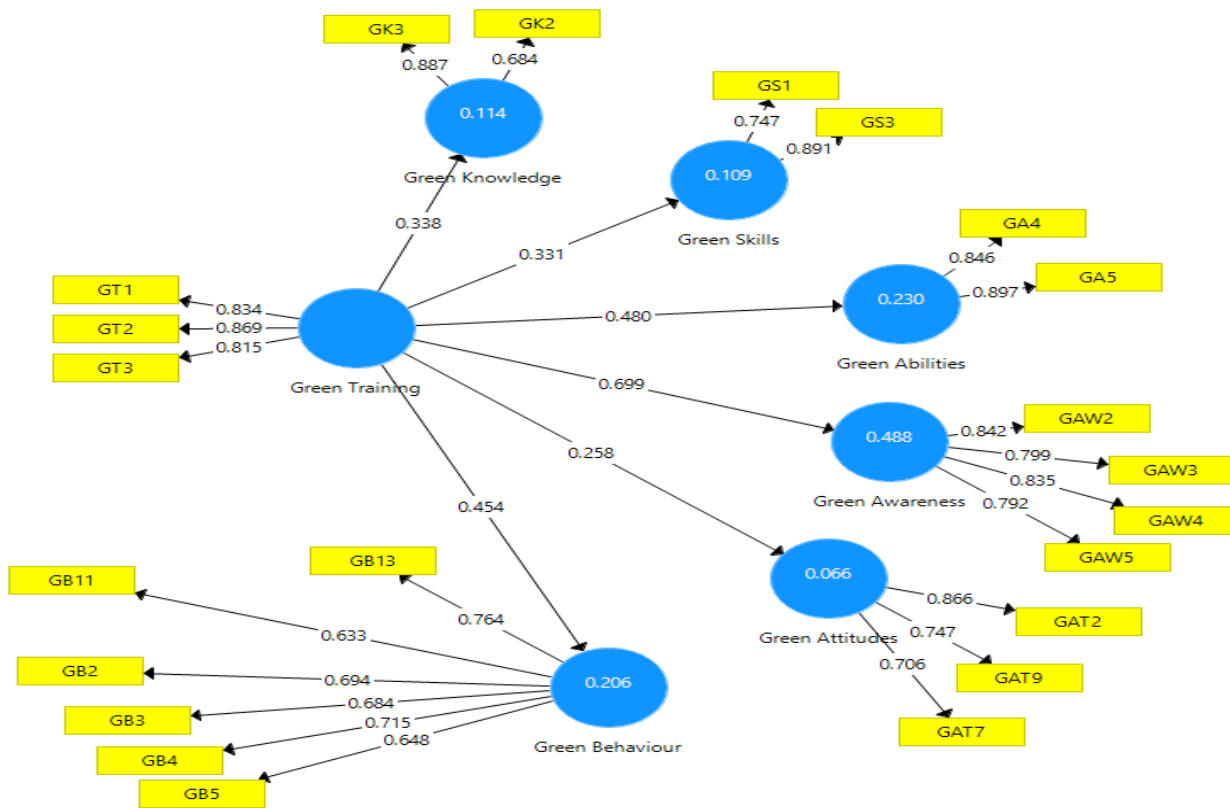 GK3
GK2
0.887
0.684
0.114
Green Knowledge
GS1
0.747
GS3
0.891
0.109
Green Skills
0.338
0.331
GA4
0.846
GA5
0.897
0.230
Green Abilities
0.480
GT1
0.834
GT2
0.869
GT3
0.815
Green Training
0.699
GAW2
0.842
0.488
0.799
GAW3
0.835
0.792
GAW4
GAW5
Green Awareness
0.258
0.454
0.066
Green Attitudes
0.866
GAT2
0.747
GAT9
0.706
GAT7
GB13
0.764
GB11
0.633
GB2
0.694
GB3
0.684
GB4
0.715
GB5
0.648
0.206
Green Behaviour